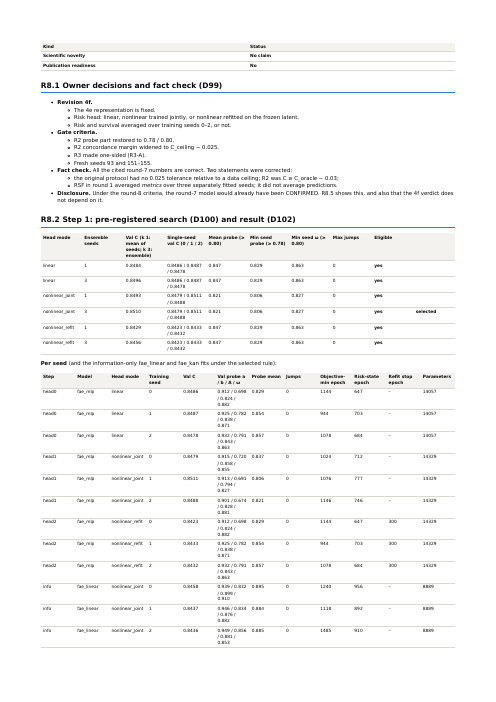 Kind Status
Scientific novelty No claim
Publication readiness No
R8.1 Owner decisions and fact check (D99)
• Revision 4f.
The 4e representation is fixed.
Risk head: linear, nonlinear trained jointly, or nonlinear refitted on the frozen latent.
Risk and survival averaged over training seeds 0–2, or not.
• Gate criteria.
R2 probe part restored to 0.78 / 0.80.
R2 concordance margin widened to C_ceiling − 0.025.
R3 made one-sided (R3-A).
Fresh seeds 93 and 151–155.
• Fact check. All the cited round-7 numbers are correct. Two statements were corrected:
the original protocol had no 0.025 tolerance relative to a data ceiling; R2 was C ≥ C_oracle − 0.03;
RSF in round 1 averaged metrics over three separately fitted seeds; it did not average predictions.
• Disclosure. Under the round-8 criteria, the round-7 model would already have been CONFIRMED. R8.5 shows this, and also that the 4f verdict does not
depend on it.
R8.2 Step 1: pre-registered search (D100) and result (D102)
Head mode Ensemble seeds Val C (k 1: mean of seeds; k 3: ensemble) Single-seed val C (0 / 1 / 2) Mean probe (≥ 0.80) Min seed probe (≥ 0.78) Min seed ω (≥ 0.80) Max jumps Eligible
linear 1 0.8484 0.8486 / 0.8487 / 0.8478 0.847 0.829 0.863 0 yes
linear 3 0.8496 0.8486 / 0.8487 / 0.8478 0.847 0.829 0.863 0 yes
nonlinear_joint 1 0.8493 0.8479 / 0.8511 / 0.8488 0.821 0.806 0.827 0 yes
nonlinear_joint 3 0.8510 0.8479 / 0.8511 / 0.8488 0.821 0.806 0.827 0 yes selected
nonlinear_refit 1 0.8429 0.8423 / 0.8433 / 0.8432 0.847 0.829 0.863 0 yes
nonlinear_refit 3 0.8456 0.8423 / 0.8433 / 0.8432 0.847 0.829 0.863 0 yes
Per seed (and the information-only fae_linear and fae_kan fits under the selected rule):
Step Model Head mode Training seed Val C Val probe a / b / A / ω Probe mean Jumps Objective-min epoch Risk-state epoch Refit stop epoch Parameters
head0 fae_mlp linear 0 0.8486 0.912 / 0.698 / 0.824 / 0.882 0.829 0 1144 647 – 14057
head0 fae_mlp linear 1 0.8487 0.925 / 0.782 / 0.838 / 0.871 0.854 0 944 703 – 14057
head0 fae_mlp linear 2 0.8478 0.932 / 0.791 / 0.843 / 0.863 0.857 0 1078 684 – 14057
head1 fae_mlp nonlinear_joint 0 0.8479 0.915 / 0.720 / 0.858 / 0.855 0.837 0 1024 712 – 14329
head1 fae_mlp nonlinear_joint 1 0.8511 0.913 / 0.691 / 0.794 / 0.827 0.806 0 1076 777 – 14329
head1 fae_mlp nonlinear_joint 2 0.8488 0.901 / 0.674 / 0.828 / 0.881 0.821 0 1146 746 – 14329
head2 fae_mlp nonlinear_refit 0 0.8423 0.912 / 0.698 / 0.824 / 0.882 0.829 0 1144 647 300 14329
head2 fae_mlp nonlinear_refit 1 0.8433 0.925 / 0.782 / 0.838 / 0.871 0.854 0 944 703 300 14329
head2 fae_mlp nonlinear_refit 2 0.8432 0.932 / 0.791 / 0.843 / 0.863 0.857 0 1078 684 300 14329
info fae_linear nonlinear_joint 0 0.8458 0.939 / 0.832 / 0.899 / 0.910 0.895 0 1240 956 – 8889
info fae_linear nonlinear_joint 1 0.8437 0.946 / 0.834 / 0.876 / 0.882 0.884 0 1118 892 – 8889
info fae_linear nonlinear_joint 2 0.8436 0.949 / 0.856 / 0.881 / 0.853 0.885 0 1485 910 – 8889